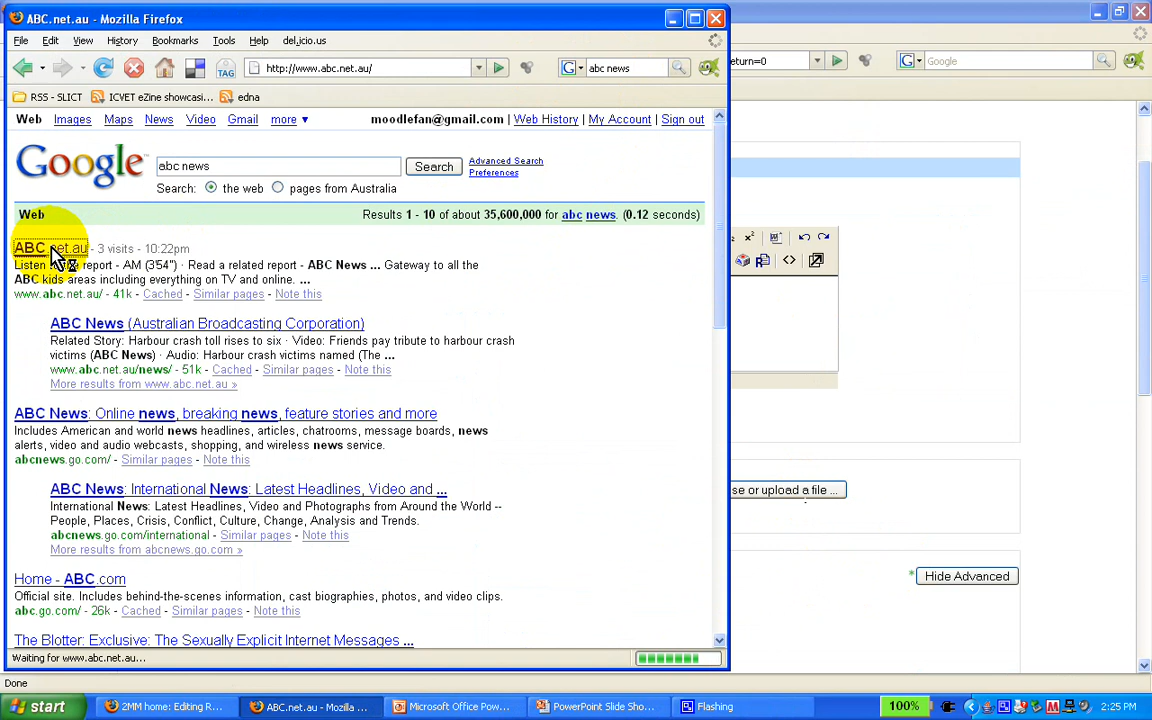 ABC.net.au - Mozilla Firefox
File Edit View History Bookmarks Tools Help del.icio.us
http://www.abc.net.au/ abc news eturn=0 Google
RSS - SLICT ICVET eZine showcasi... edna
Web Images Maps News Video Gmail more ▼ moodlefan@gmail.com | Web History | My Account | Sign out
Google abc news Search Advanced Search
Preferences
Search: the web pages from Australia
Web Results 1 - 10 of about 35,600,000 for abc news. (0.12 seconds)
ABC.net.au - 3 visits - 10:22pm
Listen report - AM (3'54") · Read a related report - ABC News ... Gateway to all the
ABC kids areas including everything on TV and online. ...
www.abc.net.au/ - 41k - Cached - Similar pages - Note this
ABC News (Australian Broadcasting Corporation)
Related Story: Harbour crash toll rises to six · Video: Friends pay tribute to harbour crash
victims (ABC News) · Audio: Harbour crash victims named (The ...
www.abc.net.au/news/ - 51k - Cached - Similar pages - Note this
More results from www.abc.net.au »
ABC News: Online news, breaking news, feature stories and more
Includes American and world news headlines, articles, chatrooms, message boards, news
alerts, video and audio webcasts, shopping, and wireless news service.
abcnews.go.com/ - Similar pages - Note this
ABC News: International News: Latest Headlines, Video and ...
International News: Latest Headlines, Video and Photographs from Around the World --
People, Places, Crisis, Conflict, Culture, Change, Analysis and Trends.
abcnews.go.com/international - Similar pages - Note this
More results from abcnews.go.com »
se or upload a file ...
Home - ABC.com
Official site. Includes behind-the-scenes information, cast biographies, photos, and video clips.
abc.go.com/ - 26k - Cached - Similar pages - Note this
* Hide Advanced
The Blotter: Exclusive: The Sexually Explicit Internet Messages ...
Waiting for www.abc.net.au...
Done
start 2MM home: Editing R... ABC.net.au - Mozilla ... Microsoft Office Pow... PowerPoint Slide Sho... Flashing 100% 2:25 PM